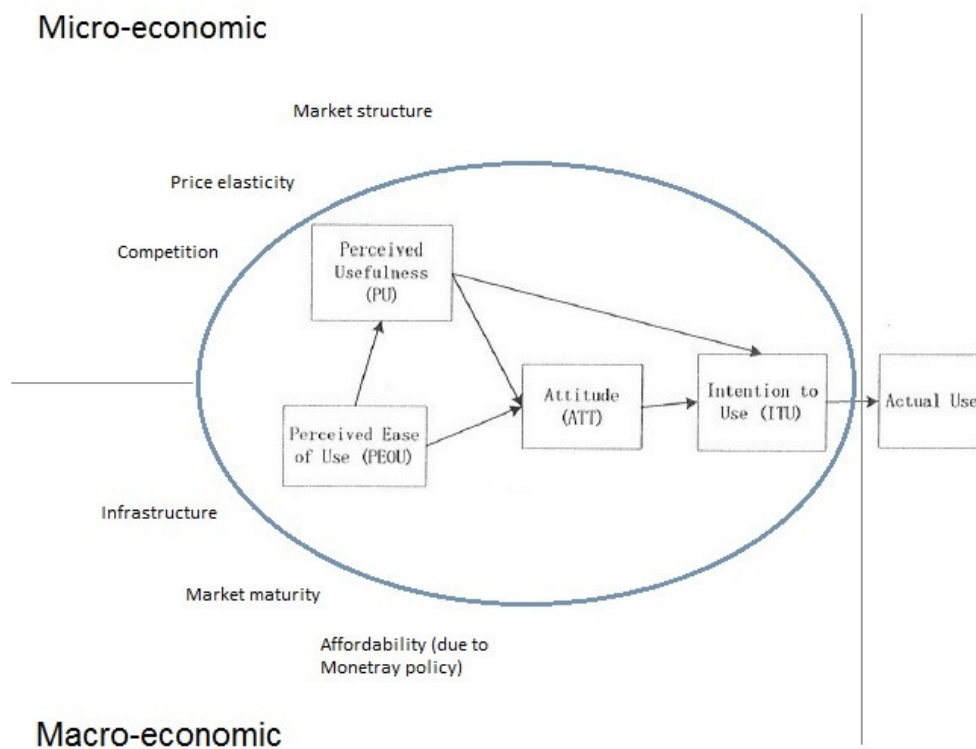 Micro-economic
Market structure
Price elasticity
Competition
Perceived
Usefulness
(PU)
Perceived Ease
of Use (PEOU)
Attitude
(ATT)
Intention to
Use (ITU)
Actual Use
Infrastructure
Market maturity
Affordability (due to
Monetray policy)
Macro-economic